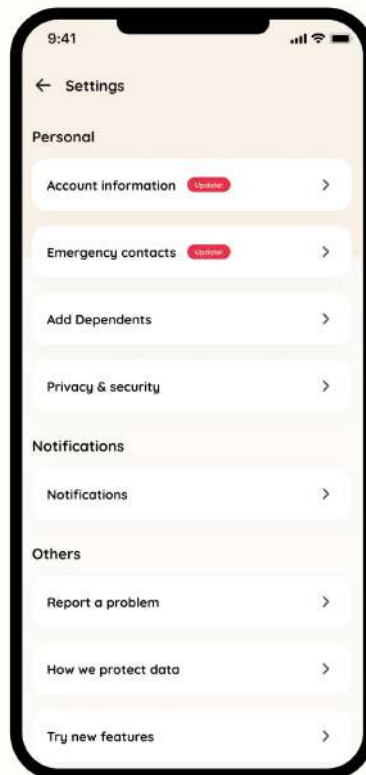 9:41
← Settings
Personal
Account information Update!
Emergency contacts Update!
Add Dependents
Privacy & security
Notifications
Notifications
Others
Report a problem
How we protect data
Try new features